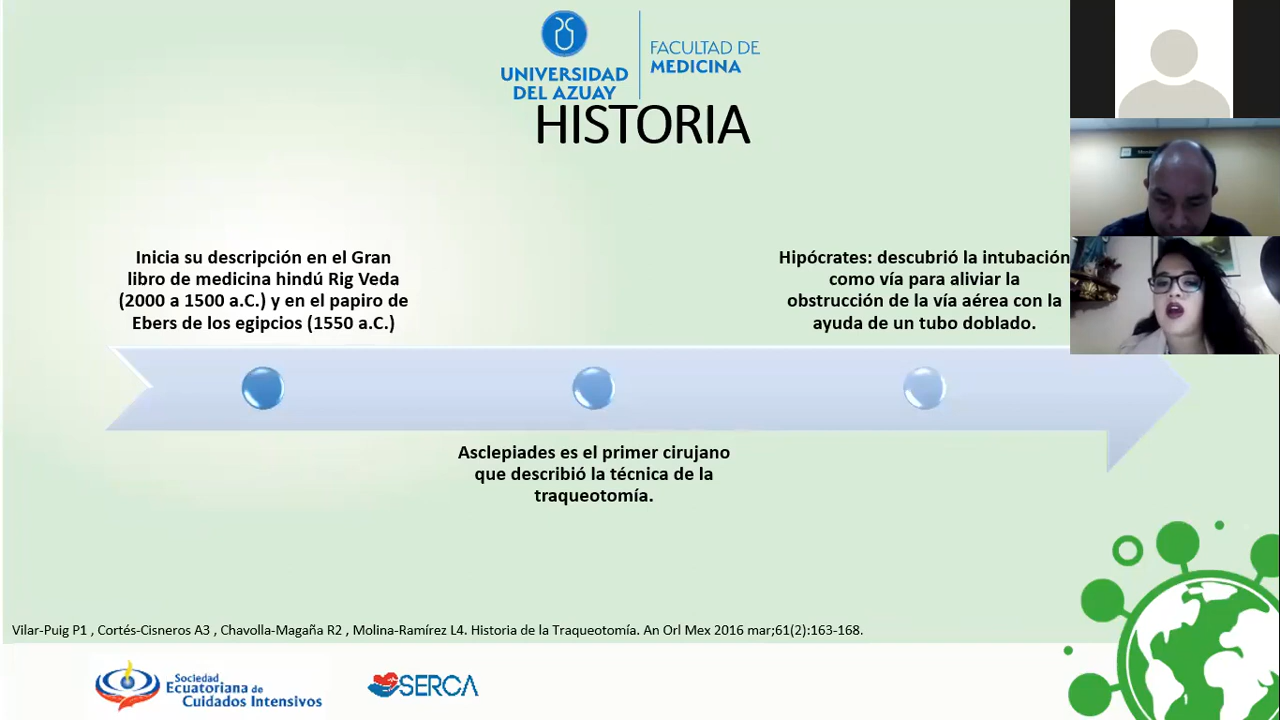 UNIVERSIDAD
DEL AZUAY
FACULTAD DE
MEDICINA
HISTORIA
Inicia su descripción en el Gran
libro de medicina hindú Rig Veda
(2000 a 1500 a.C.) y en el papiro de
Ebers de los egipcios (1550 a.C.)
Asclepiades es el primer cirujano
que describió la técnica de la
traqueotomía.
Hipócrates: descubrió la intubación
como vía para aliviar la
obstrucción de la vía aérea con la
ayuda de un tubo doblado.
Vilar-Puig P1 , Cortés-Cisneros A3 , Chavolla-Magaña R2 , Molina-Ramírez L4. Historia de la Traqueotomía. An Orl Mex 2016 mar;61(2):163-168.
Sociedad
Ecuatoriana de
Cuidados Intensivos
SERCA